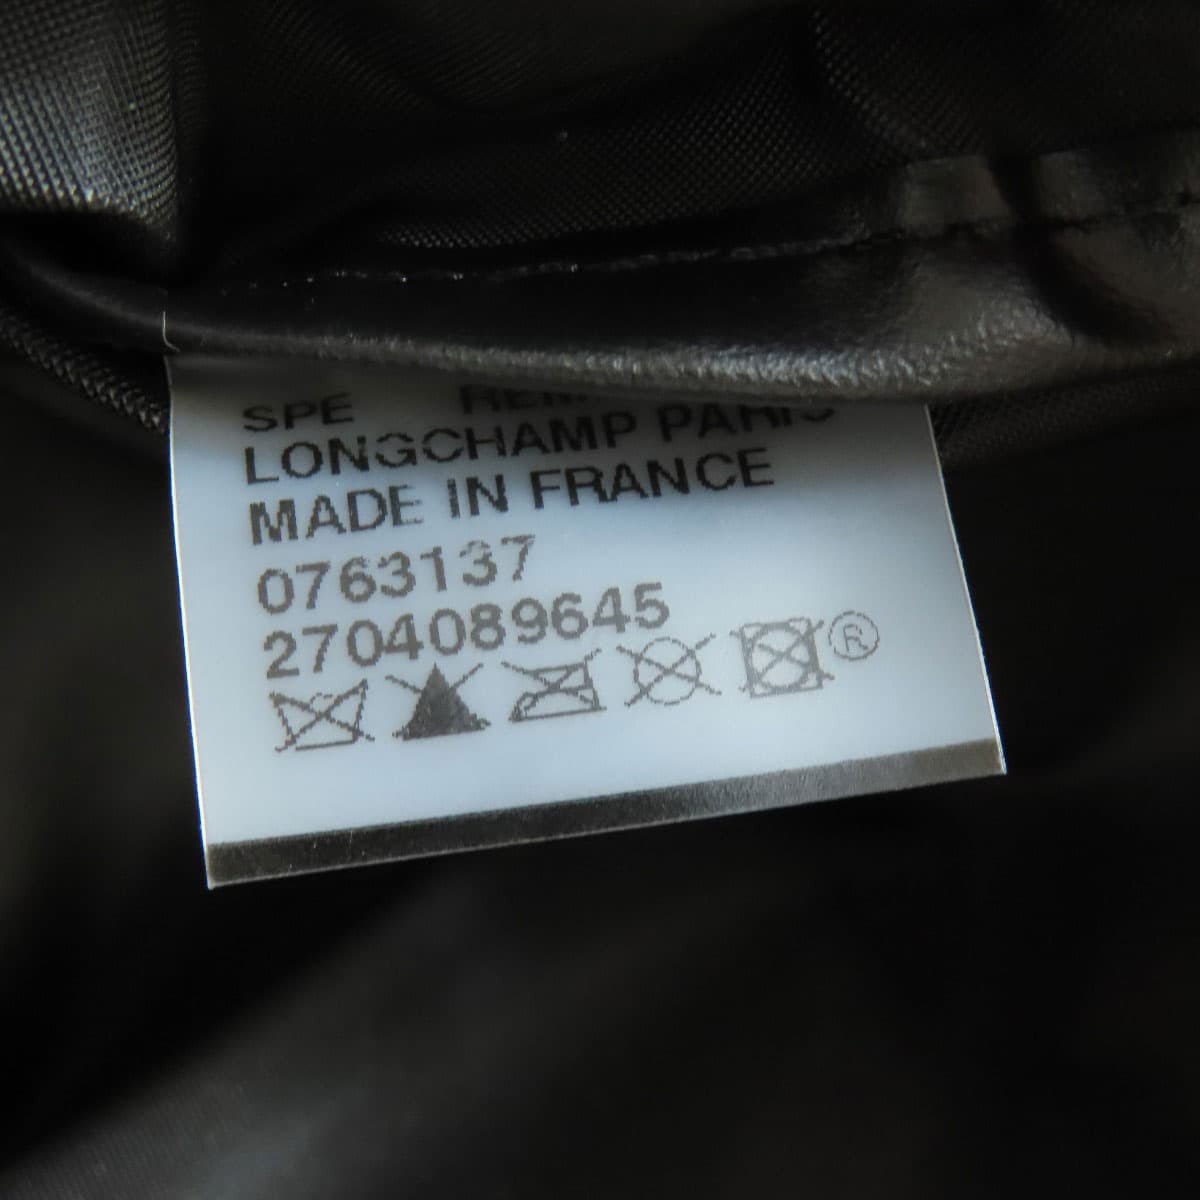 SPE
LONGCHAMP PARIS
MADE IN FRANCE
0763137
2704089645
®